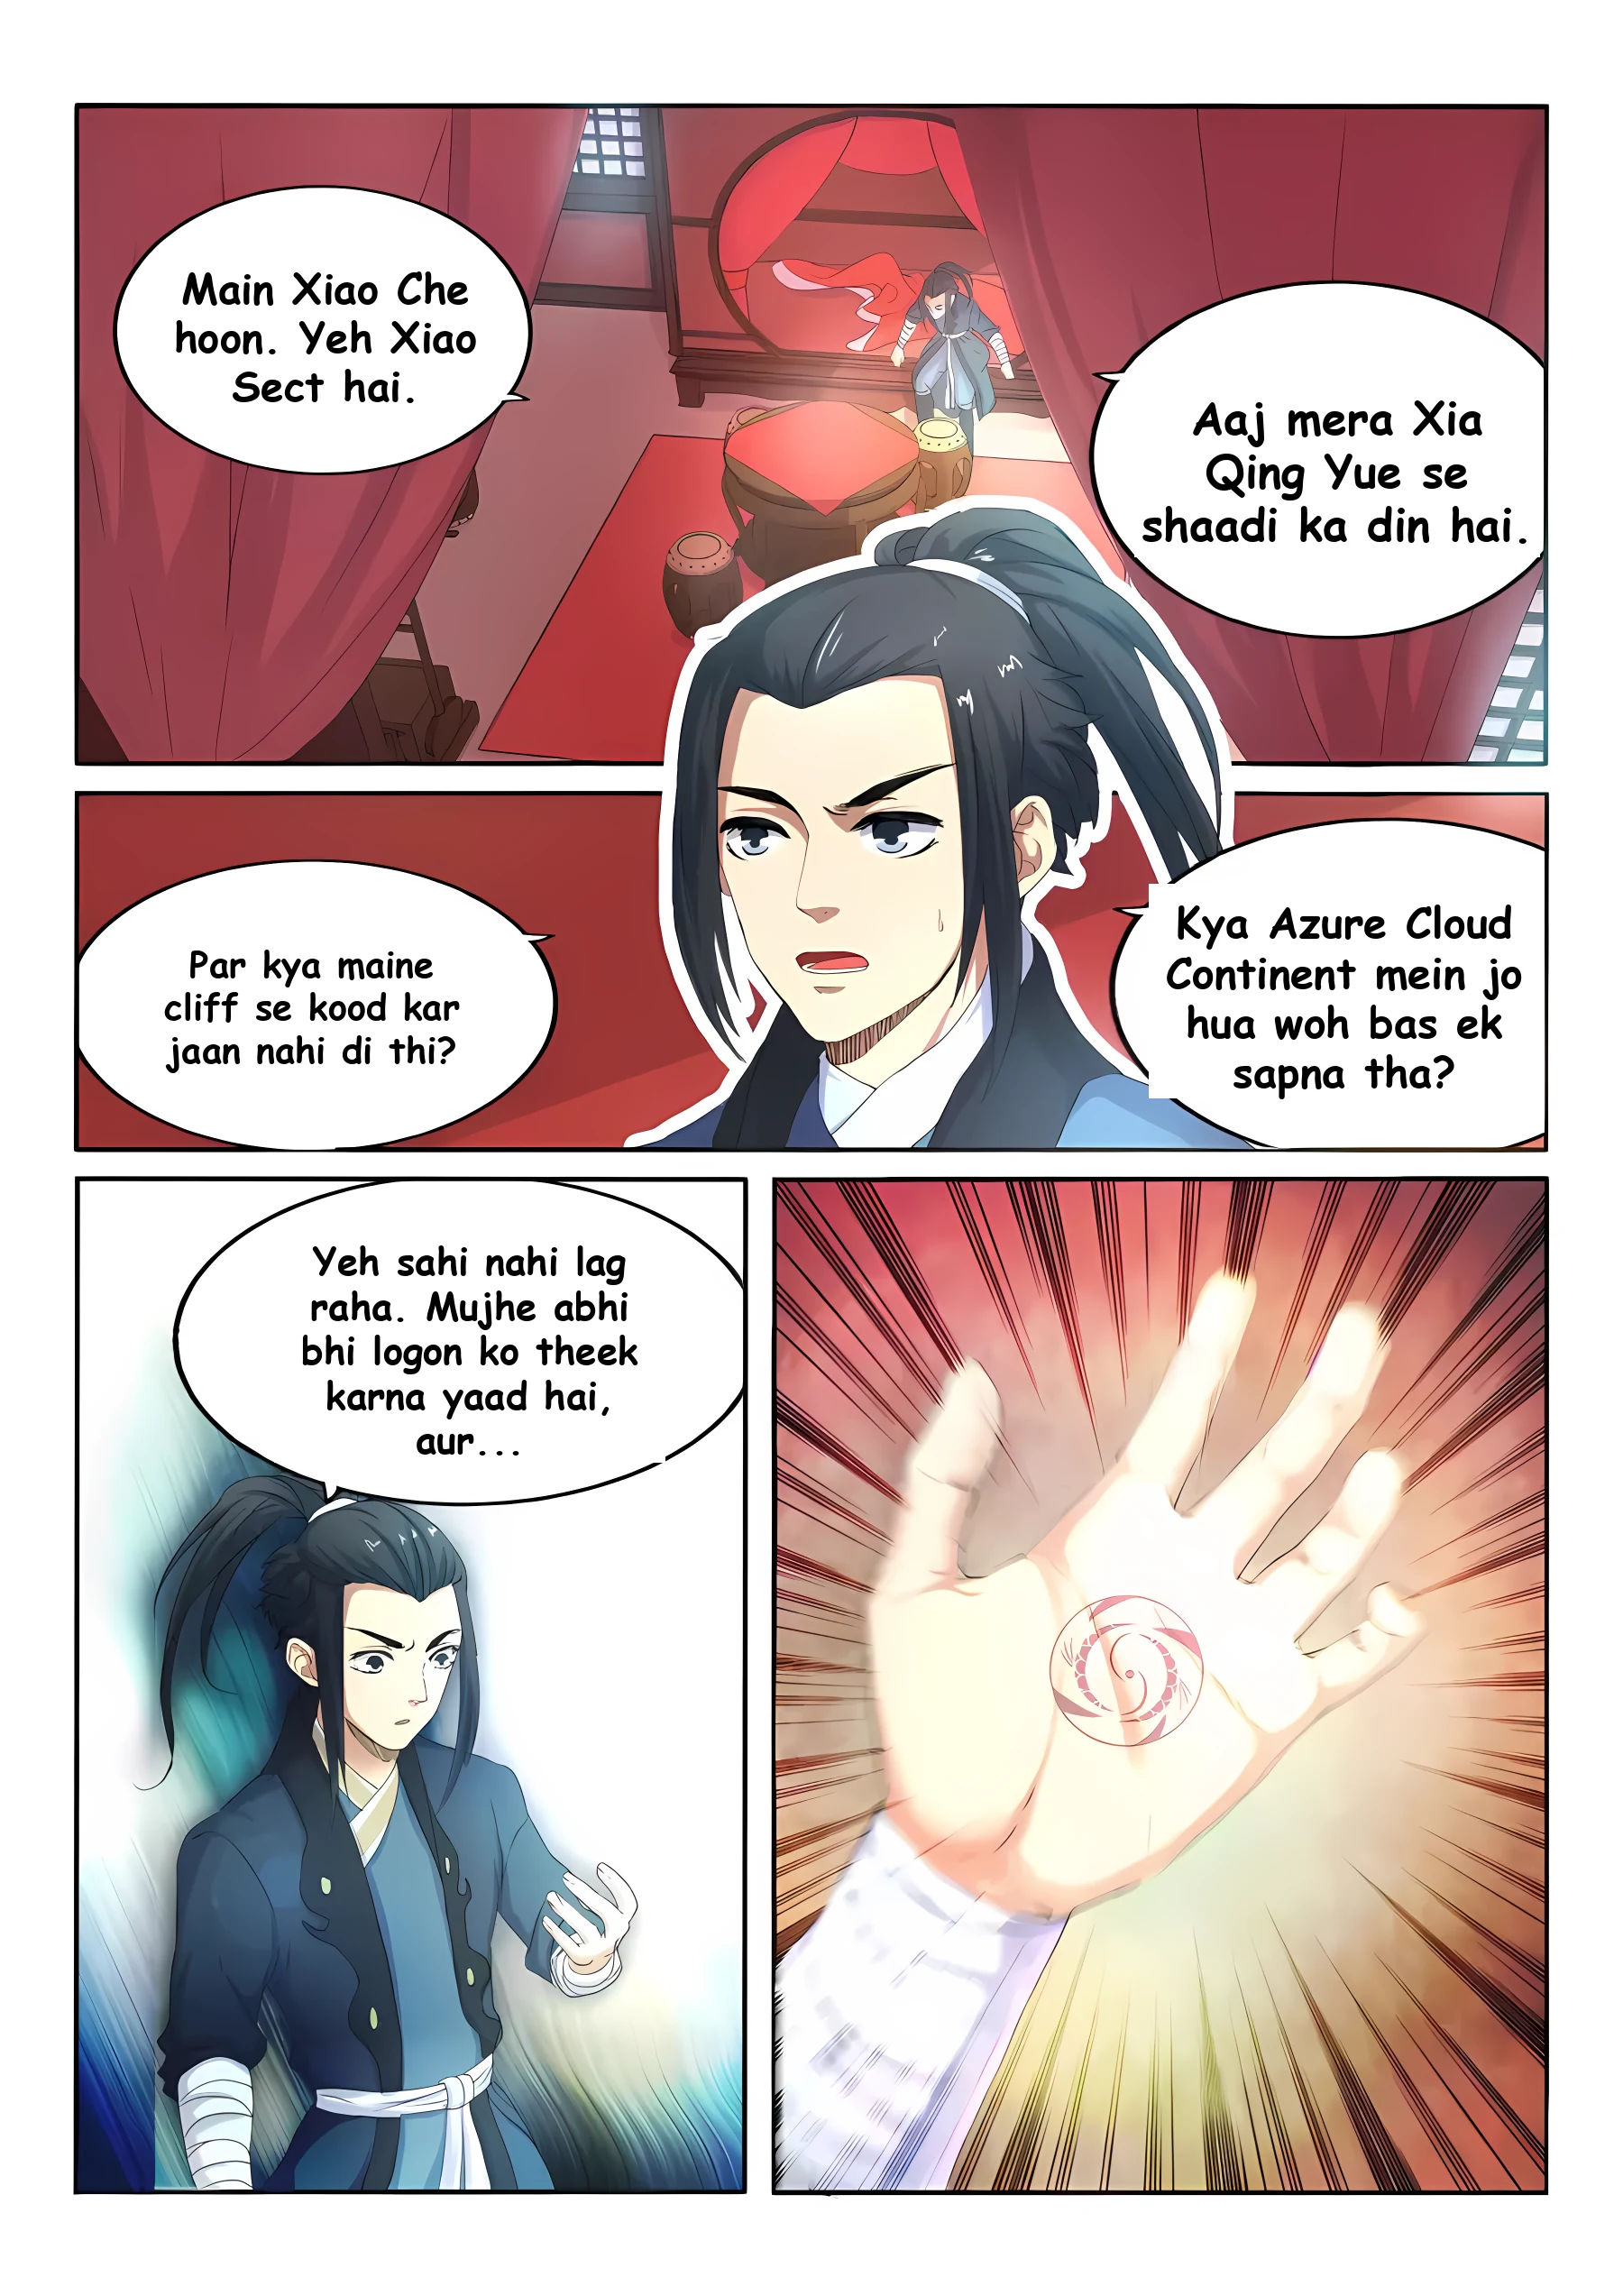 Main Xiao Che
hoon. Yeh Xiao
Sect hai.
Aaj mera Xia
Qing Yue se
shaadi ka din hai.
Par kya maine
cliff se kood kar
jaan nahi di thi?
Kya Azure Cloud
Continent mein jo
hua woh bas ek
sapna tha?
Yeh sahi nahi lag
raha. Mujhe abhi
bhi logon ko theek
karna yaad hai,
aur...